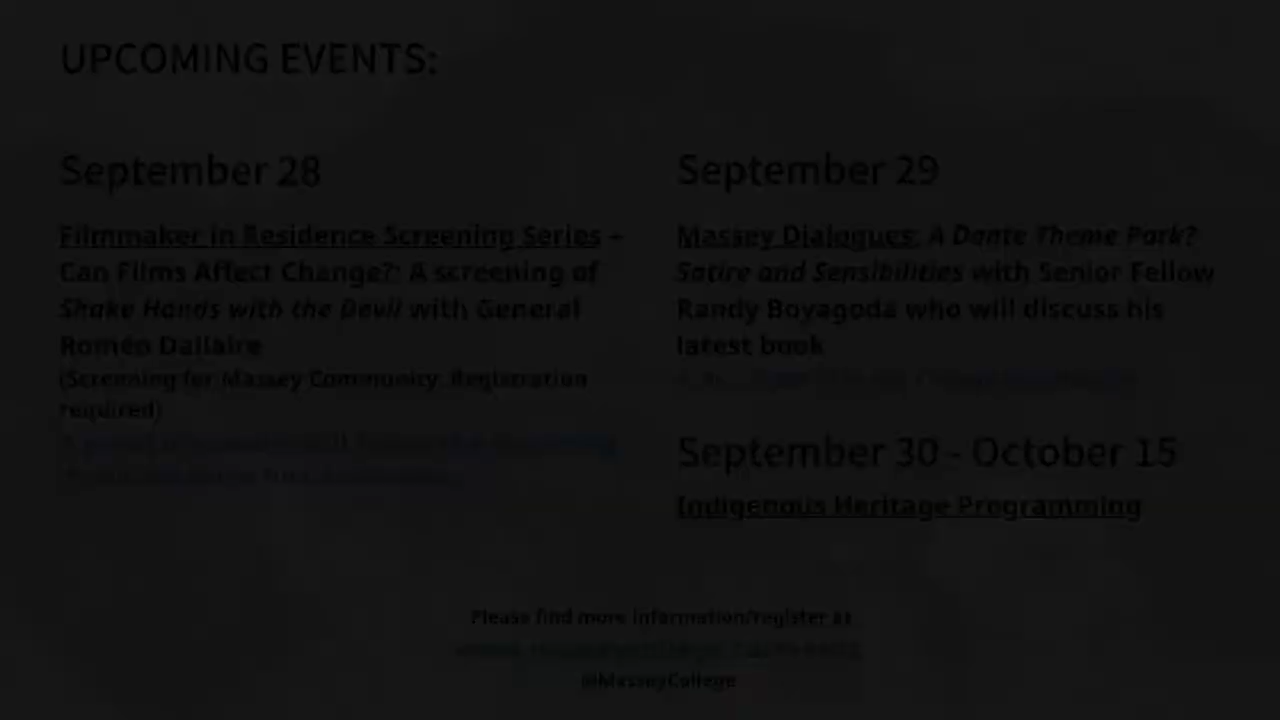 UPCOMING EVENTS:
September 28
Filmmaker in Residence Screening Series –
Can Films Affect Change?: A screening of
Shake Hands with the Devil with General
Roméo Dallaire
(Screening for Massey Community. Registration
required)
September 29
Massey Dialogues: A Dante Theme Park?
Satire and Sensibilities with Senior Fellow
Randy Boyagoda who will discuss his
latest book
September 30 - October 15
Indigenous Heritage Programming
Please find more information/register at
@MasseyCollege